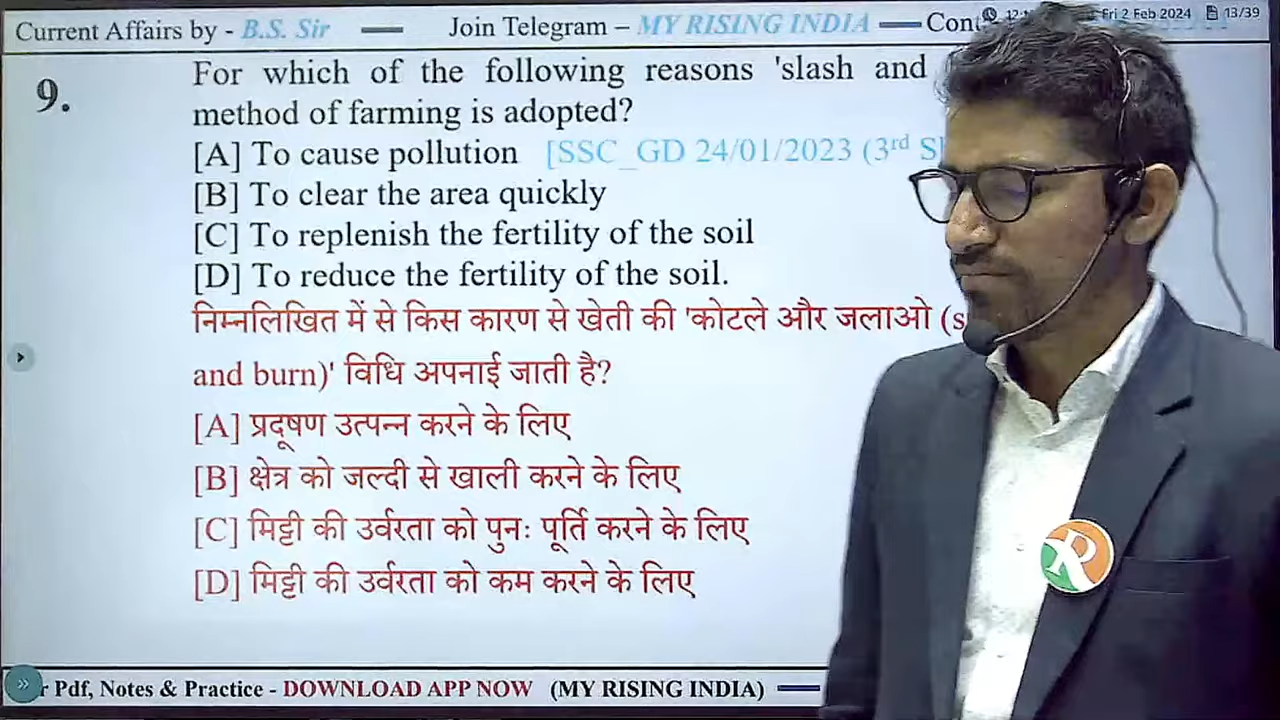 Current Affairs by - B.S. Sir — Join Telegram – MY RISING INDIA — Cont
Fri 2 Feb 2024 13/39
9.
For which of the following reasons 'slash and
method of farming is adopted?
[A] To cause pollution [SSC_GD 24/01/2023 (3rd S
[B] To clear the area quickly
[C] To replenish the fertility of the soil
[D] To reduce the fertility of the soil.
निम्नलिखित में से किस कारण से खेती की 'कोटले और जलाओ (s
and burn)' विधि अपनाई जाती है?
[A] प्रदूषण उत्पन्न करने के लिए
[B] क्षेत्र को जल्दी से खाली करने के लिए
[C] मिट्टी की उर्वरता को पुनः पूर्ति करने के लिए
[D] मिट्टी की उर्वरता को कम करने के लिए
r Pdf, Notes & Practice - DOWNLOAD APP NOW (MY RISING INDIA)
R